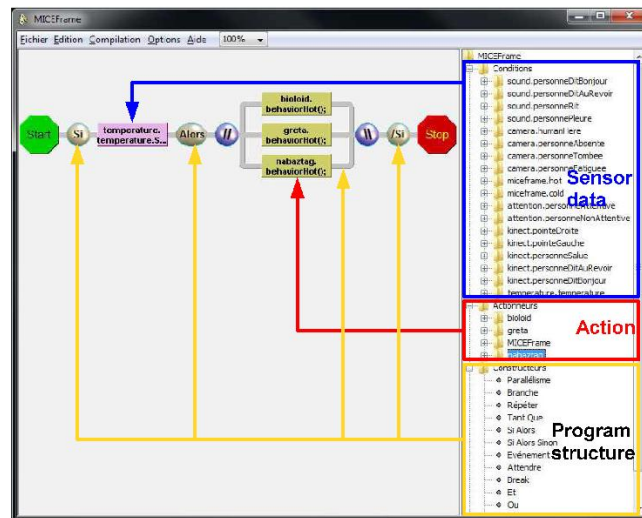 MICEFrame
Fichier Edition Compilation Options Aide 100%
Start
Si
temperature.
temperature.S...
Alors
//
bioloid.
behaviorHot();
greta.
behaviorHot();
nabaztag.
behaviorHot();
\\
/Si
Stop
MICEFrame
Conditions
sound.personneDitBonjour
sound.personneDitAuRevoir
sound.personneRit
sound.personnePleure
camera.humanHere
camera.personneAbsente
camera.personneTombee
camera.personneFatiguee
miceframe.hot
miceframe.cold
attention.personneAttentive
attention.personneNonAttentive
kinect.pointeDroite
kinect.pointeGauche
kinect.personneSalue
kinect.personneDitAuRevoir
kinect.personneDitBonjour
temperature.temperature
Sensor
data
Actionneurs
bioloid
greta
MICEFrame
nabaztag
Action
Constructeurs
Parallélisme
Branche
Répéter
Tant Que
Si Alors
Si Alors Sinon
Evénement
Attendre
Break
Et
Ou
Program
structure